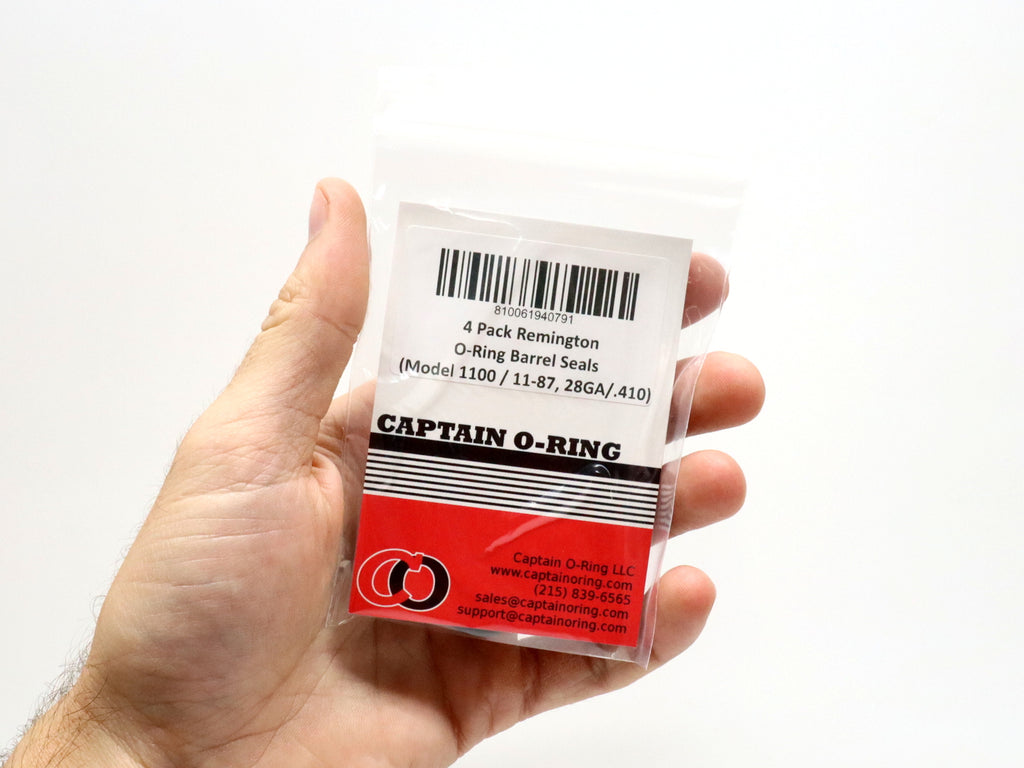 810061940791
4 Pack Remington
O-Ring Barrel Seals
(Model 1100 / 11-87, 28GA/.410)
CAPTAIN O-RING
Captain O-Ring LLC
www.captainoring.com
(215) 839-6565
sales@captainoring.com
support@captainoring.com